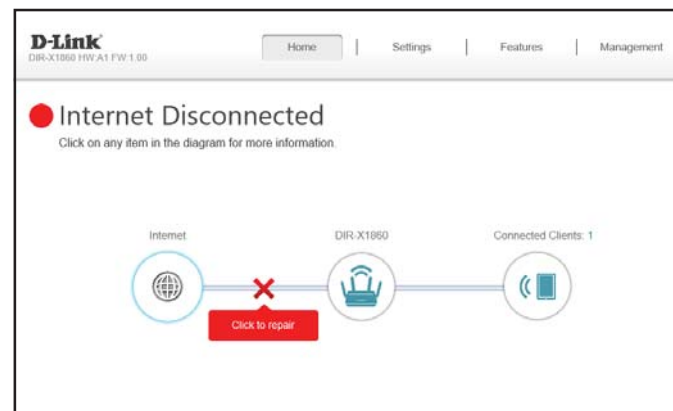 D-Link
DIR-X1860 HW:A1 FW:1.00
Home | Settings | Features | Management
Internet Disconnected
Click on any item in the diagram for more information.
Internet DIR-X1860 Connected Clients: 1
Click to repair